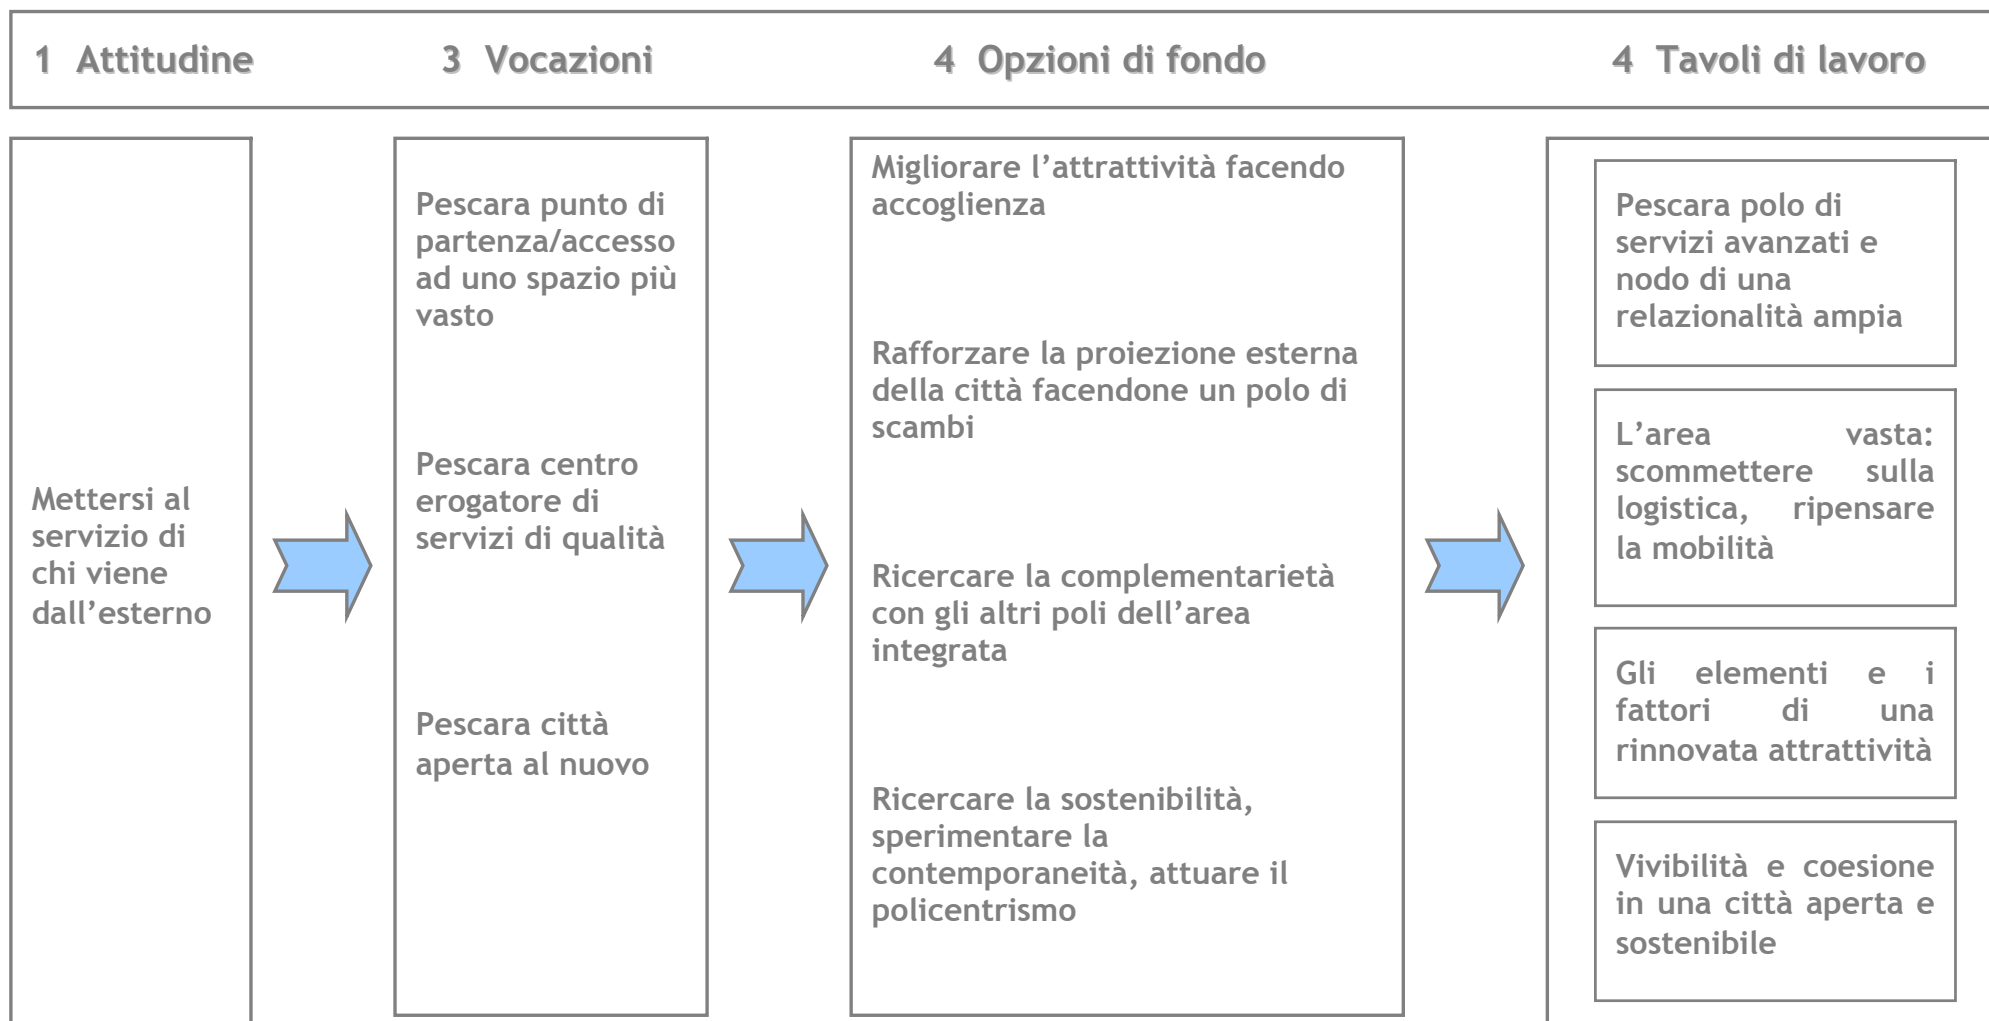 1 Attitudine
3 Vocazioni
4 Opzioni di fondo
4 Tavoli di lavoro
Mettersi al
servizio di
chi viene
dall’esterno
Pescara punto di
partenza/accesso
ad uno spazio più
vasto
Pescara centro
erogatore di
servizi di qualità
Pescara città
aperta al nuovo
Migliorare l’attrattività facendo
accoglienza
Rafforzare la proiezione esterna
della città facendone un polo di
scambi
Ricercare la complementarietà
con gli altri poli dell’area
integrata
Ricercare la sostenibilità,
sperimentare la
contemporaneità, attuare il
policentrismo
Pescara polo di
servizi avanzati e
nodo di una
relazionalità ampia
L’area vasta:
scommettere sulla
logistica, ripensare
la mobilità
Gli elementi e i
fattori di una
rinnovata attrattività
Vivibilità e coesione
in una città aperta e
sostenibile